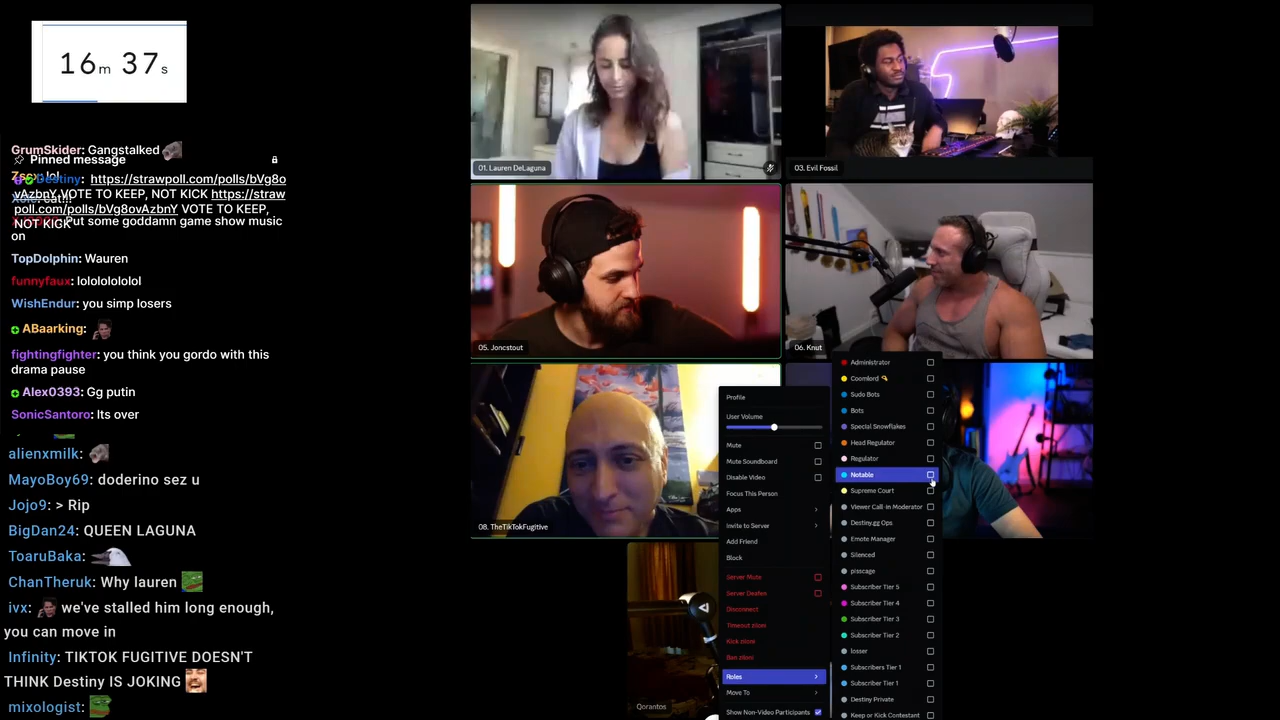 16m 37s
GrumSkider: Gangstalked
Pinned message
Destiny: https://strawpoll.com/polls/bVg8o
vAzbnY VOTE TO KEEP, NOT KICK https://straw
poll.com/polls/bVg8ovAzbnY VOTE TO KEEP,
NOT KICK
Put some goddamn game show music
on
TopDolphin: Wauren
funnyfaux: lolololololol
WishEndur: you simp losers
ABaarking:
fightingfighter: you think you gordo with this
drama pause
Alex0393: Gg putin
SonicSantoro: Its over
alienxmilk:
MayoBoy69: doderino sez u
Jojo9: > Rip
BigDan24: QUEEN LAGUNA
ToaruBaka:
ChanTheruk: Why lauren
ivx: we've stalled him long enough,
you can move in
: TIKTOK FUGITIVE DOESN'T
THINK Destiny IS JOKING
mixologist:
01. Lauren DeLaguna
03. Evil Fossil
05. Joncstout
06. Knut
08. TheTikTokFugitive
Qorantos
Profile
User Volume
Mute
Mute Soundboard
Disable Video
Focus This Person
Apps
Invite to Server
Add Friend
Block
Server Mute
Server Deafen
Disconnect
Timeout
Kick
Ban
Roles
Move To
Show Non-Video Participants
Administrator
Coomlord
Sudo Bots
Bots
Special Snowflakes
Head Regulator
Regulator
Notable
Supreme Court
Viewer Call-in Moderator
Destiny.gg Ops
Emote Manager
Silenced
pisscage
Subscriber Tier 5
Subscriber Tier 4
Subscriber Tier 3
Subscriber Tier 2
losser
Subscribers Tier 1
Subscriber Tier 1
Destiny Private
Keep or Kick Contestant